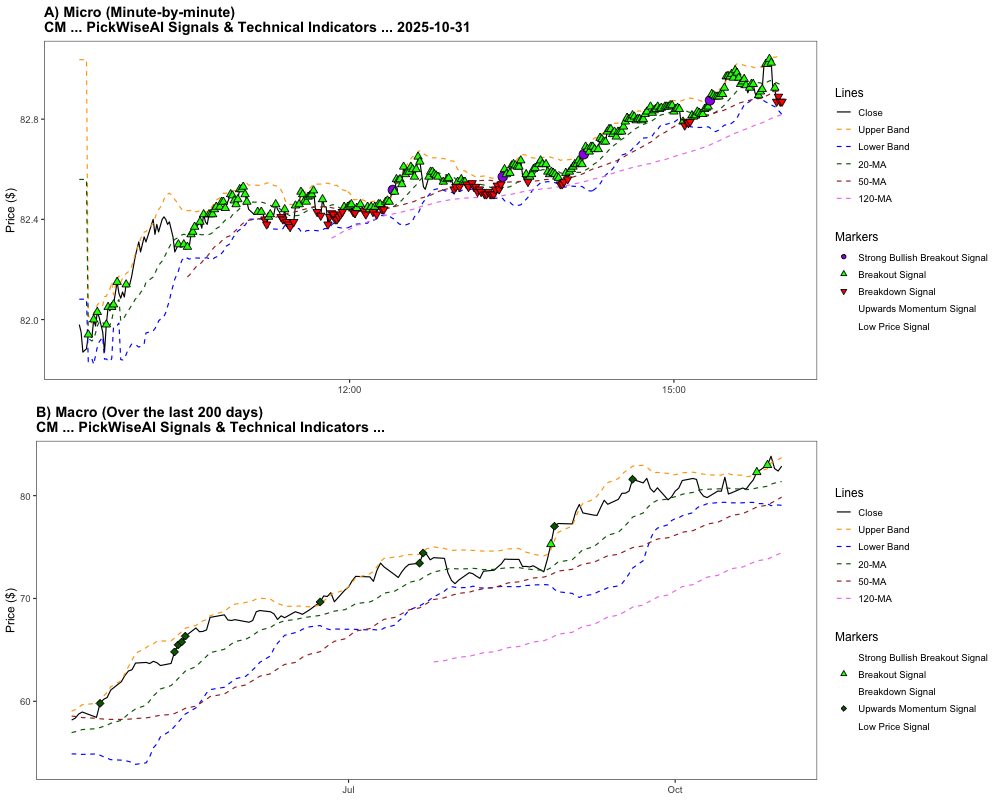 A) Micro (Minute-by-minute)
CM ... PickWiseAI Signals & Technical Indicators ... 2025-10-31
Price ($)
82.8
82.4
82.0
12:00
15:00
Lines
Close
Upper Band
Lower Band
20-MA
50-MA
120-MA
Markers
Strong Bullish Breakout Signal
Breakout Signal
Breakdown Signal
Upwards Momentum Signal
Low Price Signal
B) Macro (Over the last 200 days)
CM ... PickWiseAI Signals & Technical Indicators ...
Price ($)
80
70
60
Jul
Oct
Lines
Close
Upper Band
Lower Band
20-MA
50-MA
120-MA
Markers
Strong Bullish Breakout Signal
Breakout Signal
Breakdown Signal
Upwards Momentum Signal
Low Price Signal